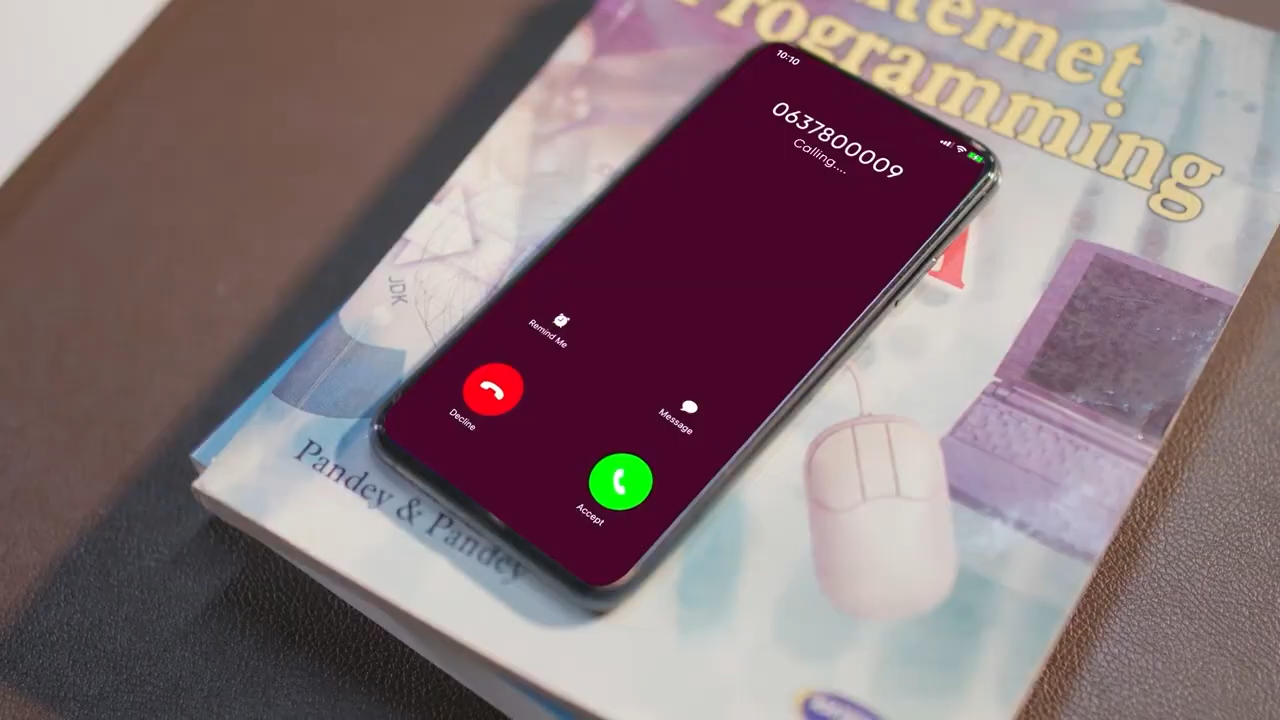 Internet
Programming
10:10
0637800009
Calling....
Remind Me
Message
Decline
Accept
JDK
Pandey & Pandey